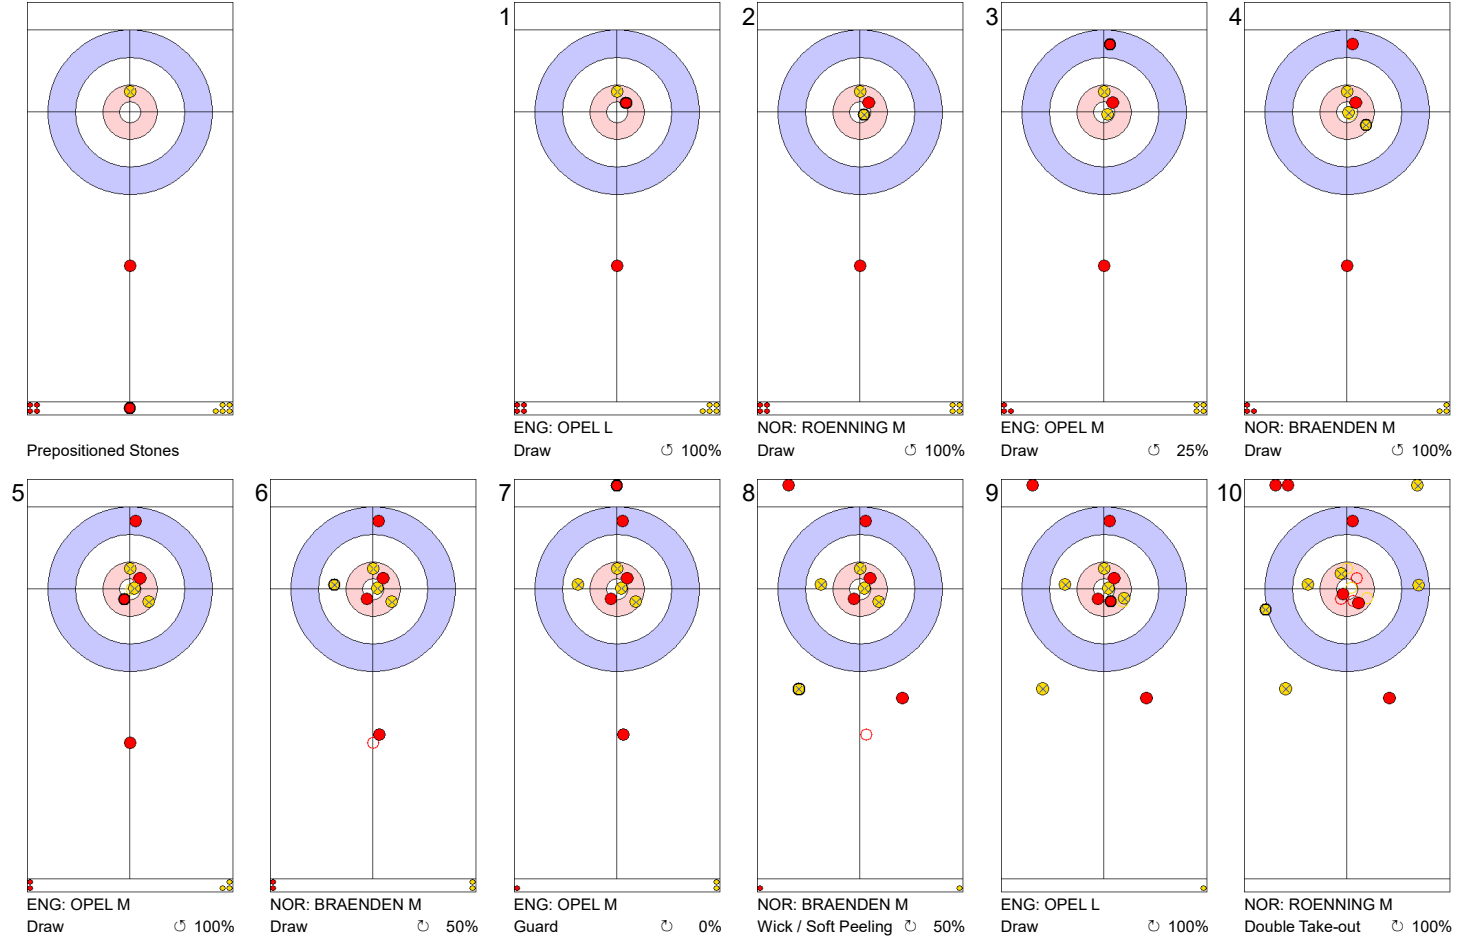 1
2
3
4
Prepositioned Stones
ENG: OPEL L
Draw ↺ 100%
NOR: ROENNING M
Draw ↺ 100%
ENG: OPEL M
Draw ↺ 25%
NOR: BRAENDEN M
Draw ↺ 100%
5
6
7
8
9
10
ENG: OPEL M
Draw ↺ 100%
NOR: BRAENDEN M
Draw ↻ 50%
ENG: OPEL M
Guard ↻ 0%
NOR: BRAENDEN M
Wick / Soft Peeling ↻ 50%
ENG: OPEL L
Draw ↻ 100%
NOR: ROENNING M
Double Take-out ↻ 100%